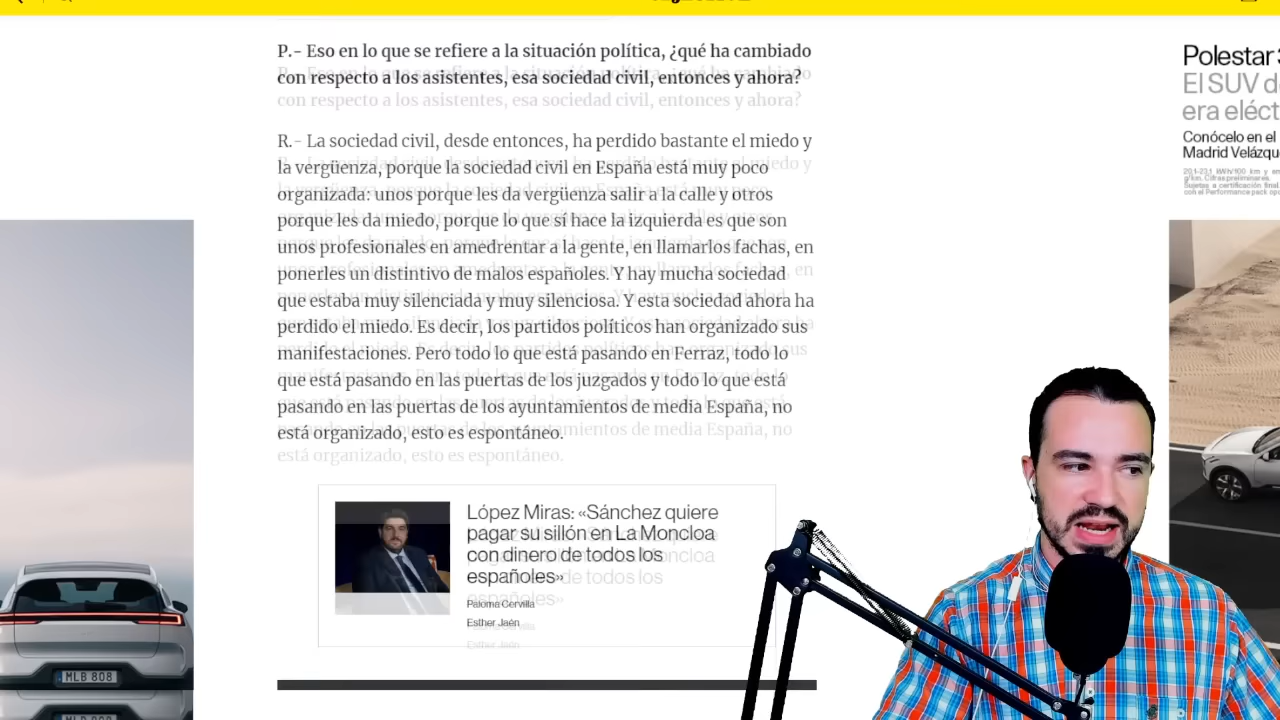 P.- Eso en lo que se refiere a la situación política, ¿qué ha cambiado
con respecto a los asistentes, esa sociedad civil, entonces y ahora?
R.- La sociedad civil, desde entonces, ha perdido bastante el miedo y
la vergüenza, porque la sociedad civil en España está muy poco
organizada: unos porque les da vergüenza salir a la calle y otros
porque les da miedo, porque lo que sí hace la izquierda es que son
unos profesionales en amedrentar a la gente, en llamarlos fachas, en
ponerles un distintivo de malos españoles. Y hay mucha sociedad
que estaba muy silenciada y muy silenciosa. Y esta sociedad ahora ha
perdido el miedo. Es decir, los partidos políticos han organizado sus
manifestaciones. Pero todo lo que está pasando en Ferraz, todo lo
que está pasando en las puertas de los juzgados y todo lo que está
pasando en las puertas de los ayuntamientos de media España, no
está organizado, esto es espontáneo.
López Miras: «Sánchez quiere
pagar su sillón en La Moncloa
con dinero de todos los
españoles»
Paloma Cervilla
Esther Jaén
Polestar 3
El SUV
era
Conócelo en el
Madrid
MLB 808